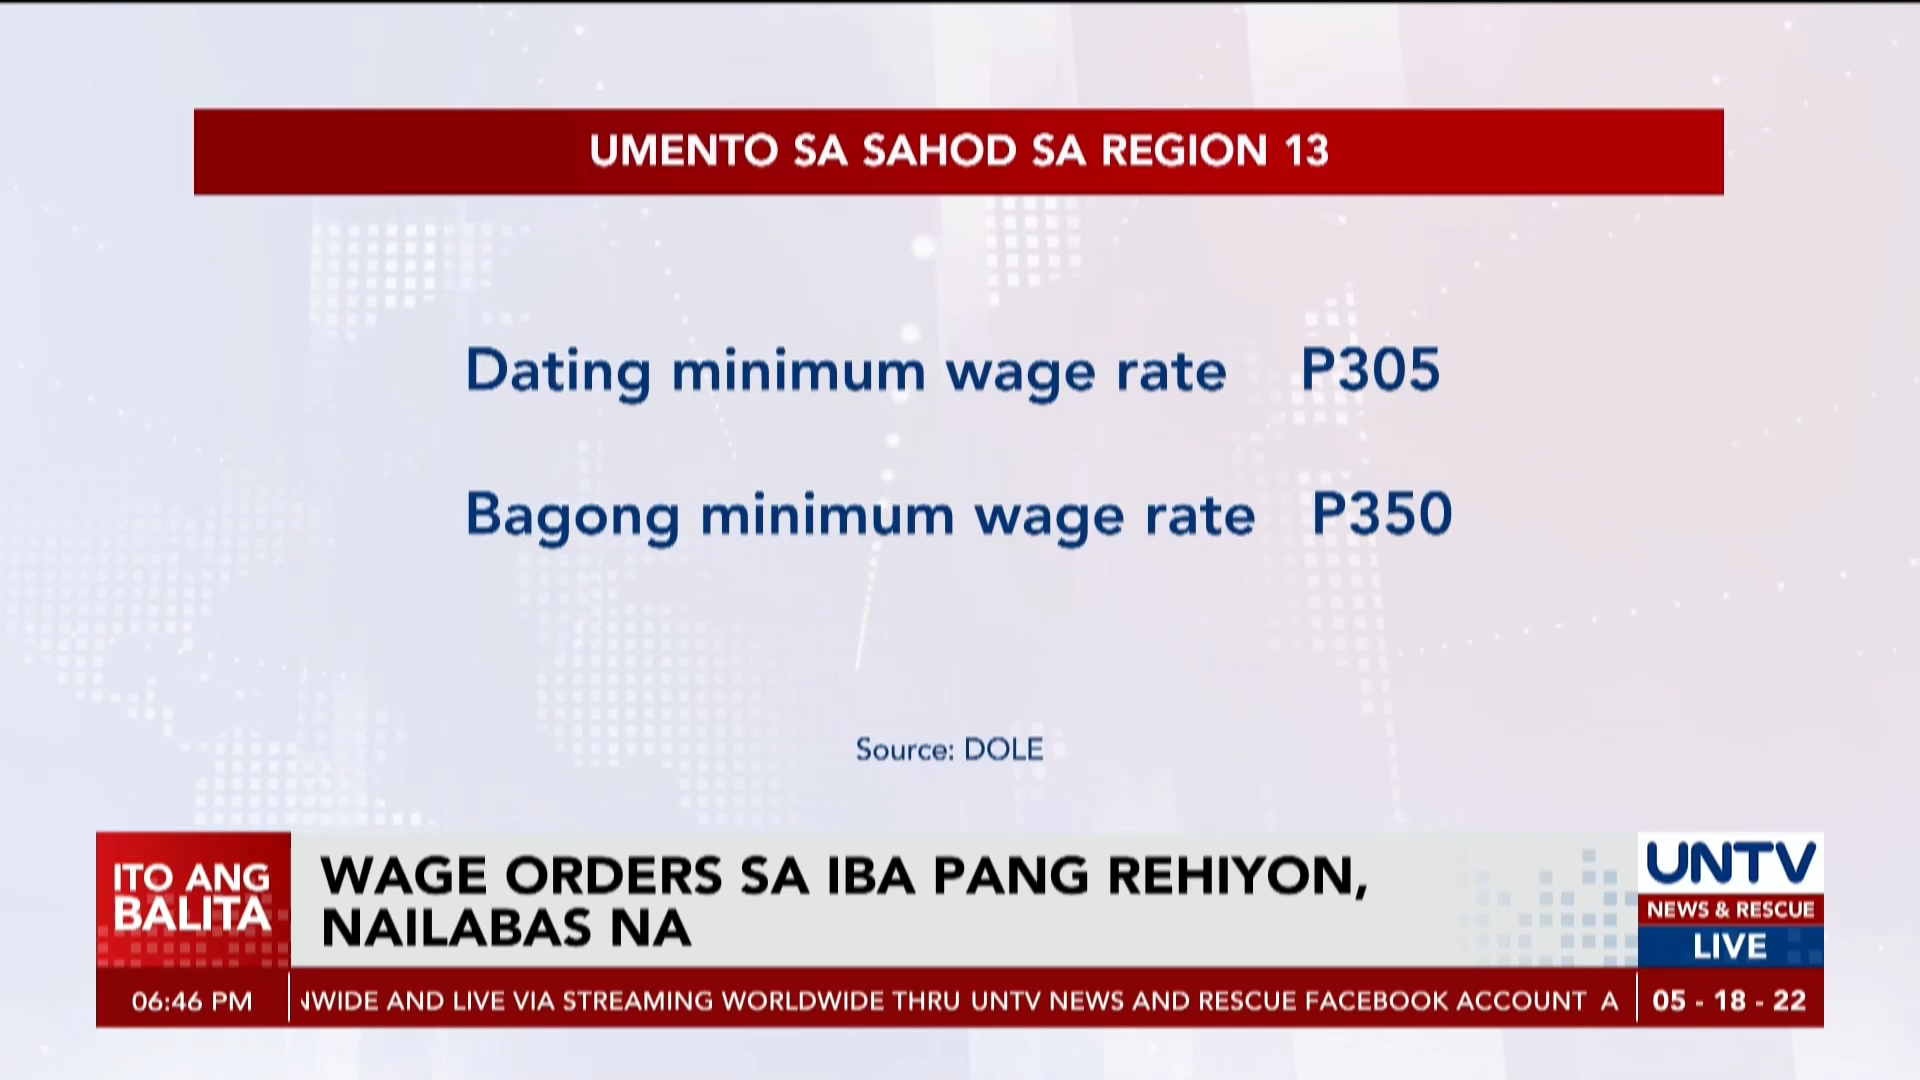 UMENTO SA SAHOD SA REGION 13
Dating minimum wage rate P305
Bagong minimum wage rate P350
Source: DOLE
ITO ANG
BALITA
WAGE ORDERS SA IBA PANG REHIYON,
NAILABAS NA
UNTV
NEWS & RESCUE
LIVE
06:46 PM
WIDE AND LIVE VIA STREAMING WORLDWIDE THRU UNTV NEWS AND RESCUE FACEBOOK ACCOUNT A
05 - 18 - 22